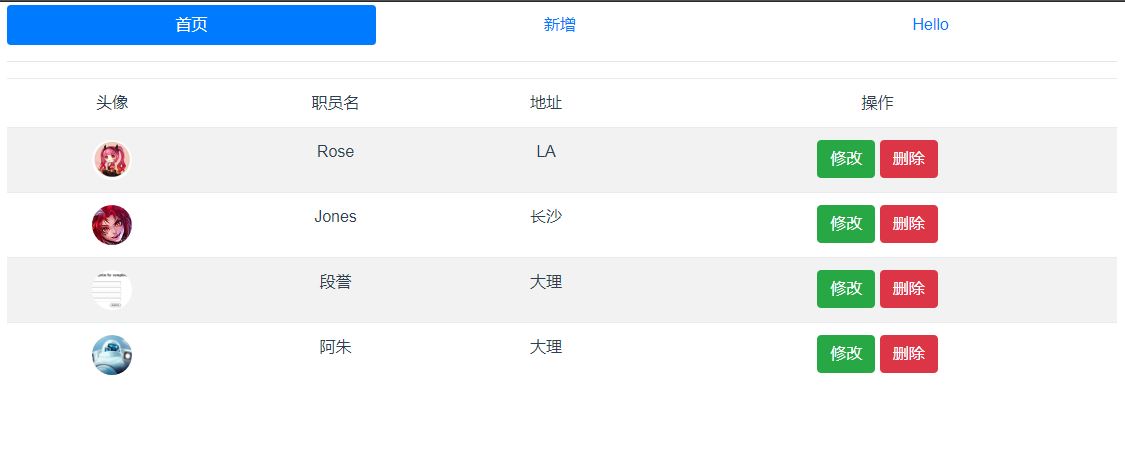 首页 新增 Hello
头像 职员名 地址 操作
Rose LA 修改 删除
Jones 长沙 修改 删除
段誉 大理 修改 删除
阿朱 大理 修改 删除